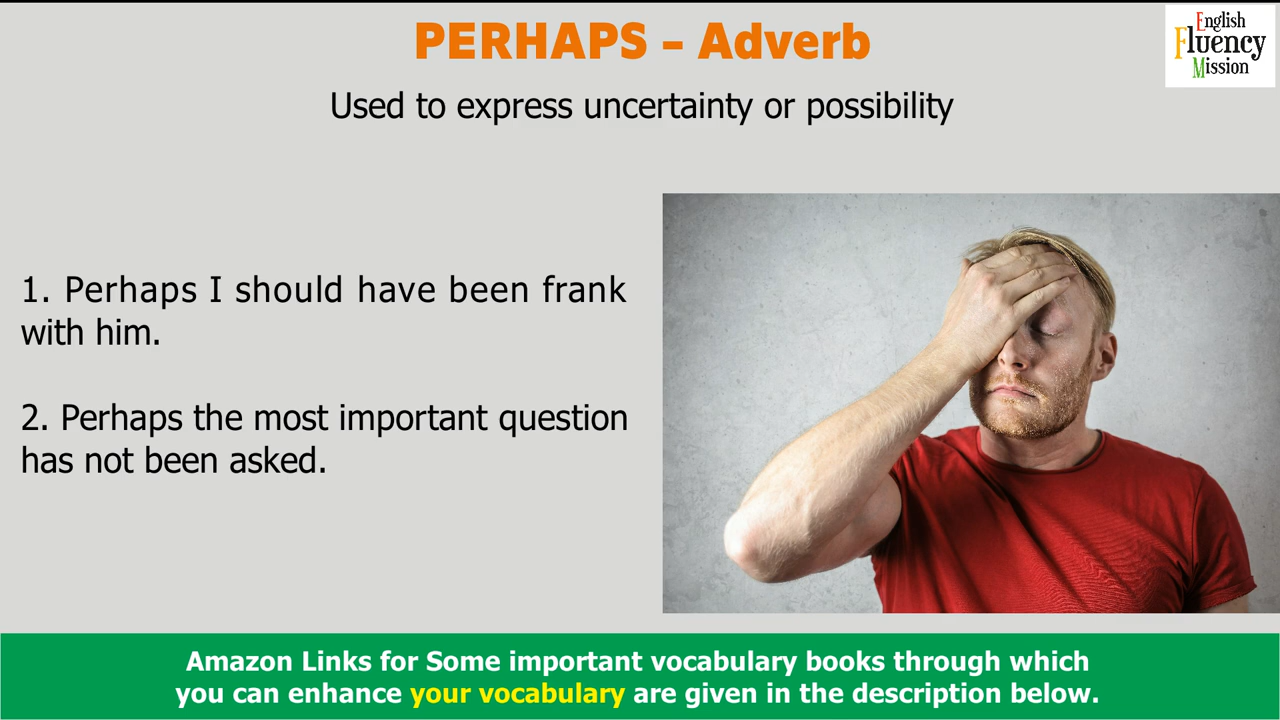 PERHAPS – Adverb
English
Fluency
Mission
Used to express uncertainty or possibility
1. Perhaps I should have been frank
with him.
2. Perhaps the most important question
has not been asked.
Amazon Links for Some important vocabulary books through which
you can enhance your vocabulary are given in the description below.